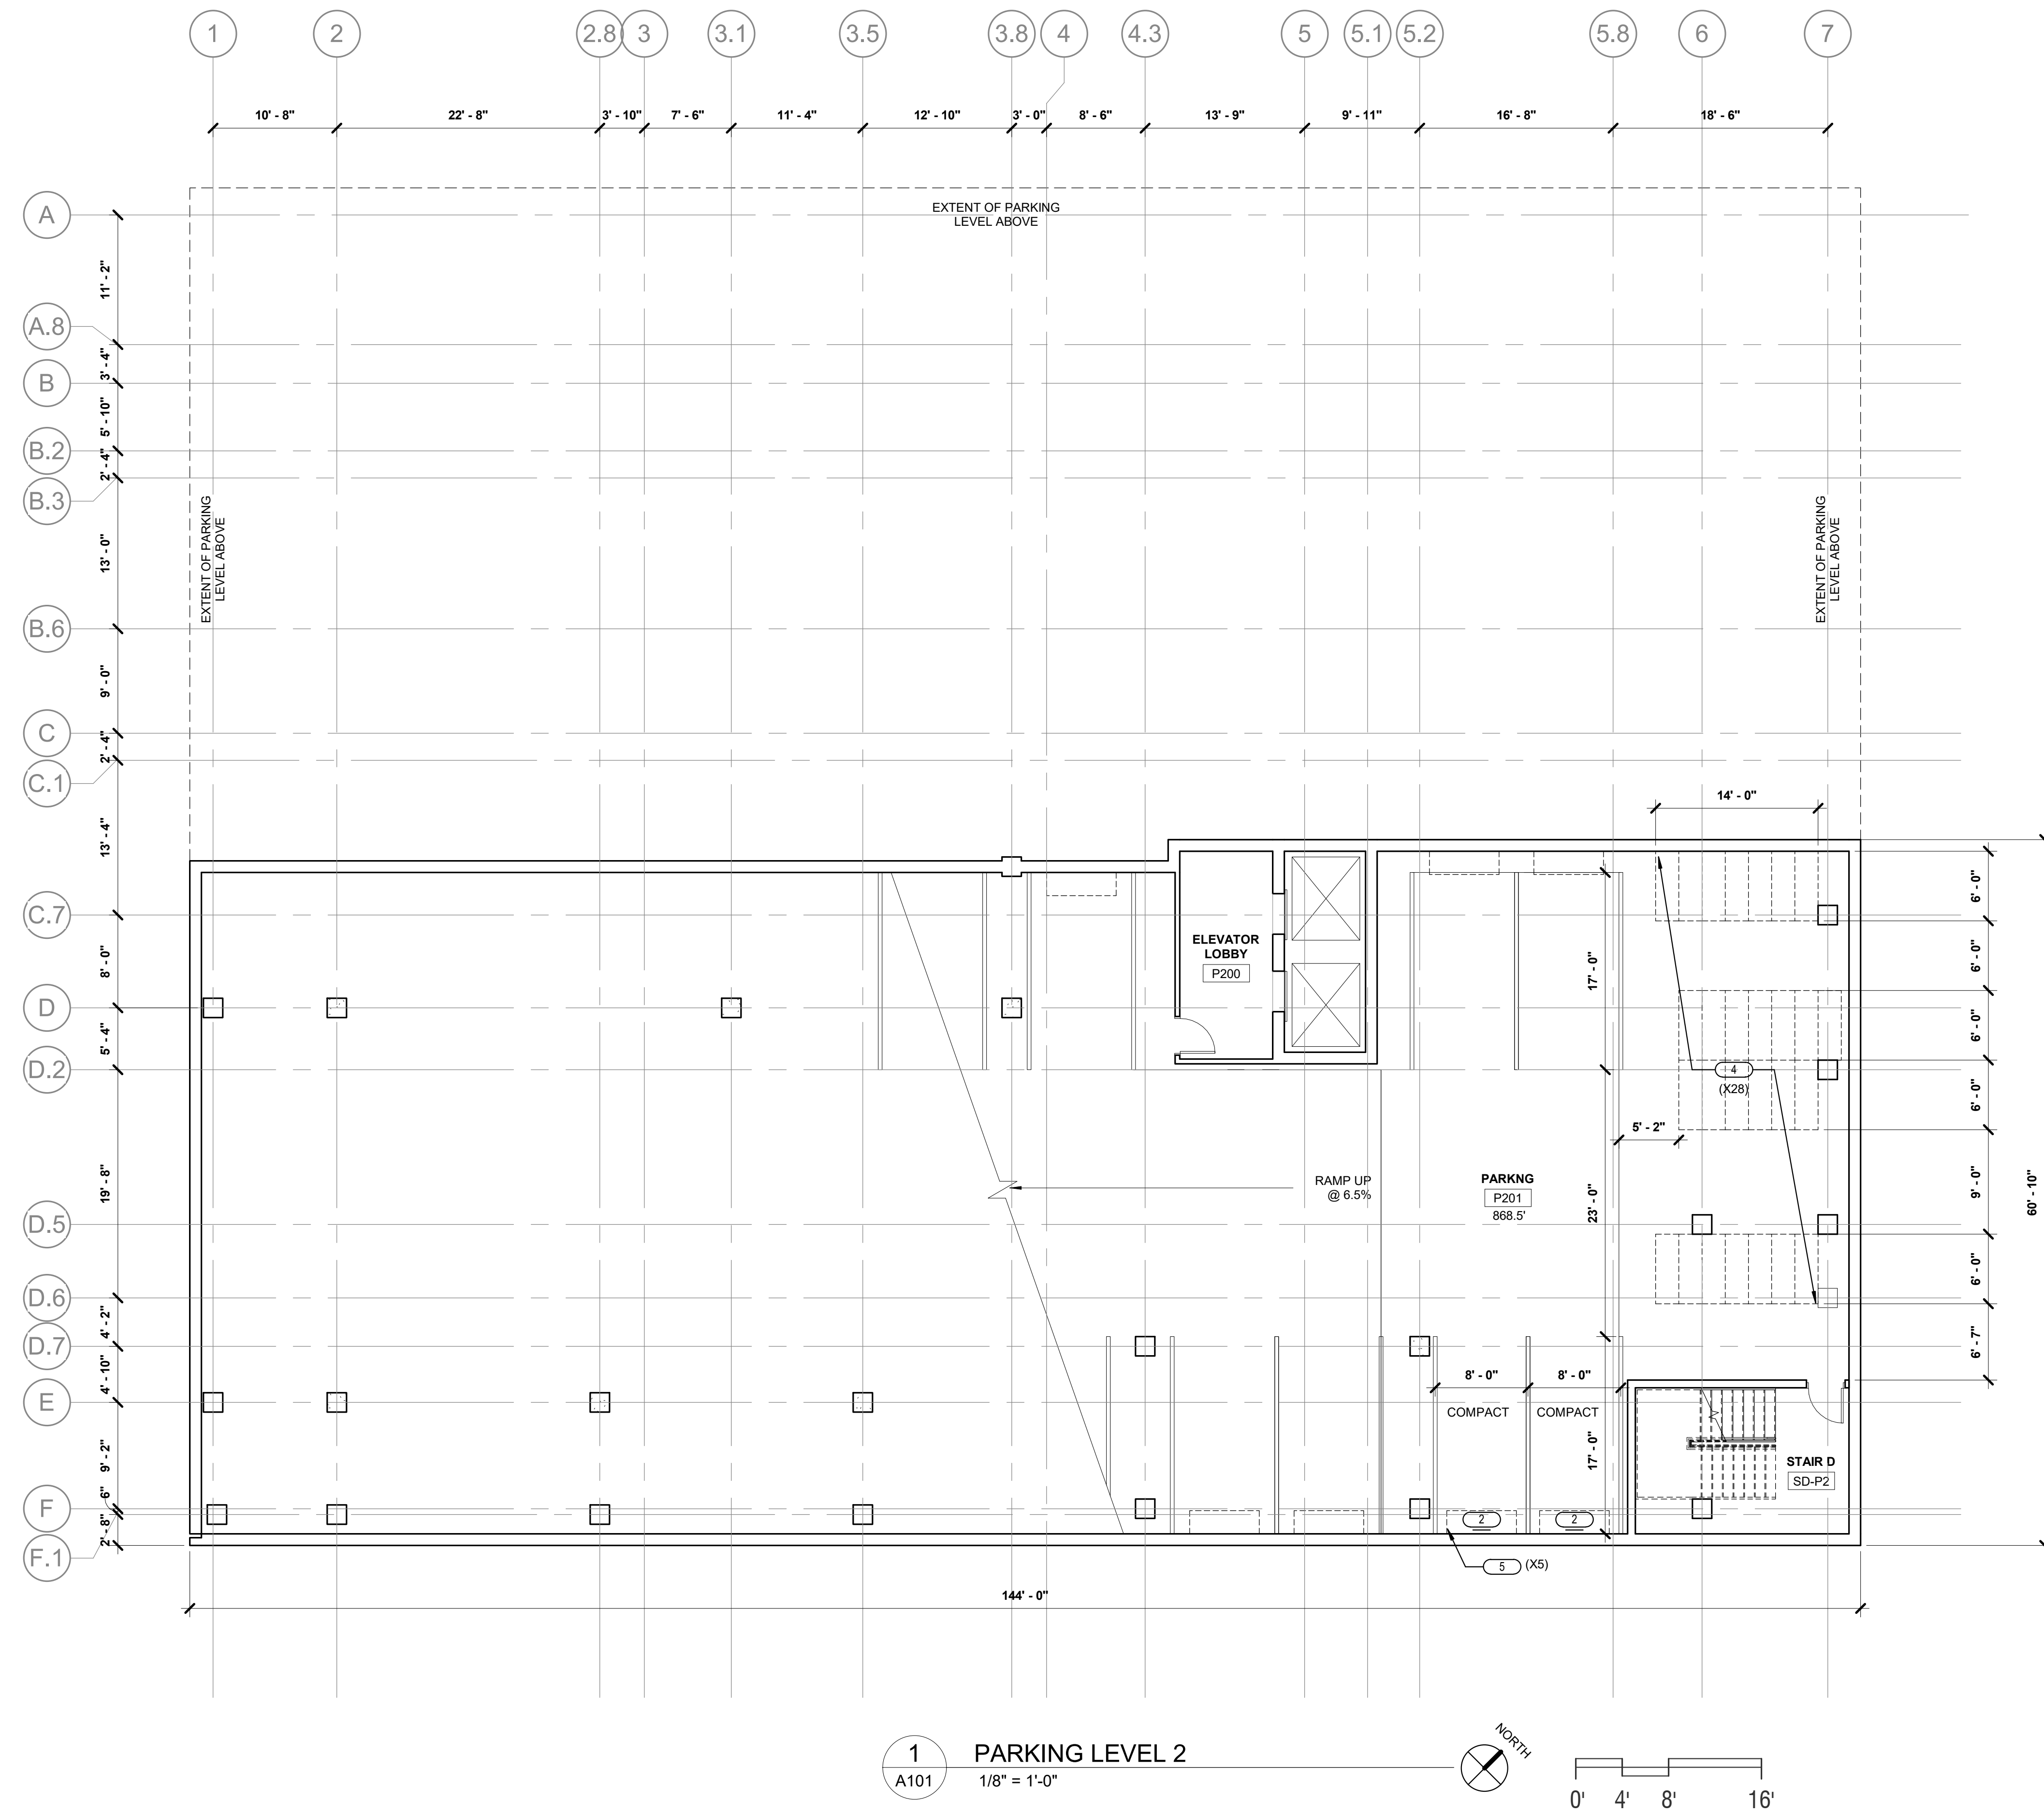 1
2
2.8
3
3.1
3.5
3.8
4
4.3
5
5.1
5.2
5.8
6
7
10' - 8"
22' - 8"
3' - 10"
7' - 6"
11' - 4"
12' - 10"
3' - 0"
8' - 6"
13' - 9"
9' - 11"
16' - 8"
18' - 6"
A
A.8
B
B.2
B.3
B.6
C
C.1
C.7
D
D.2
D.5
D.6
D.7
E
F
F.1
11' - 2"
3' - 4"
5' - 10"
2' - 4"
13' - 0"
9' - 0"
2' - 4"
13' - 4"
8' - 0"
5' - 4"
19' - 8"
4' - 2"
4' - 10"
9' - 2"
6"
2' - 8"
EXTENT OF PARKING
LEVEL ABOVE
EXTENT OF PARKING
LEVEL ABOVE
EXTENT OF PARKING
LEVEL ABOVE
14' - 0"
ELEVATOR
LOBBY
P200
17' - 0"
4
(X28)
5' - 2"
RAMP UP
@ 6.5%
PARKNG
P201
868.5'
23' - 0"
8' - 0"
8' - 0"
COMPACT
COMPACT
17' - 0"
2
2
5
(X5)
STAIR D
SD-P2
6' - 0"
6' - 0"
6' - 0"
6' - 0"
9' - 0"
6' - 0"
6' - 7"
60' - 10"
144' - 0"
1
A101
PARKING LEVEL 2
1/8" = 1'-0"
NORTH
0'
4'
8'
16'